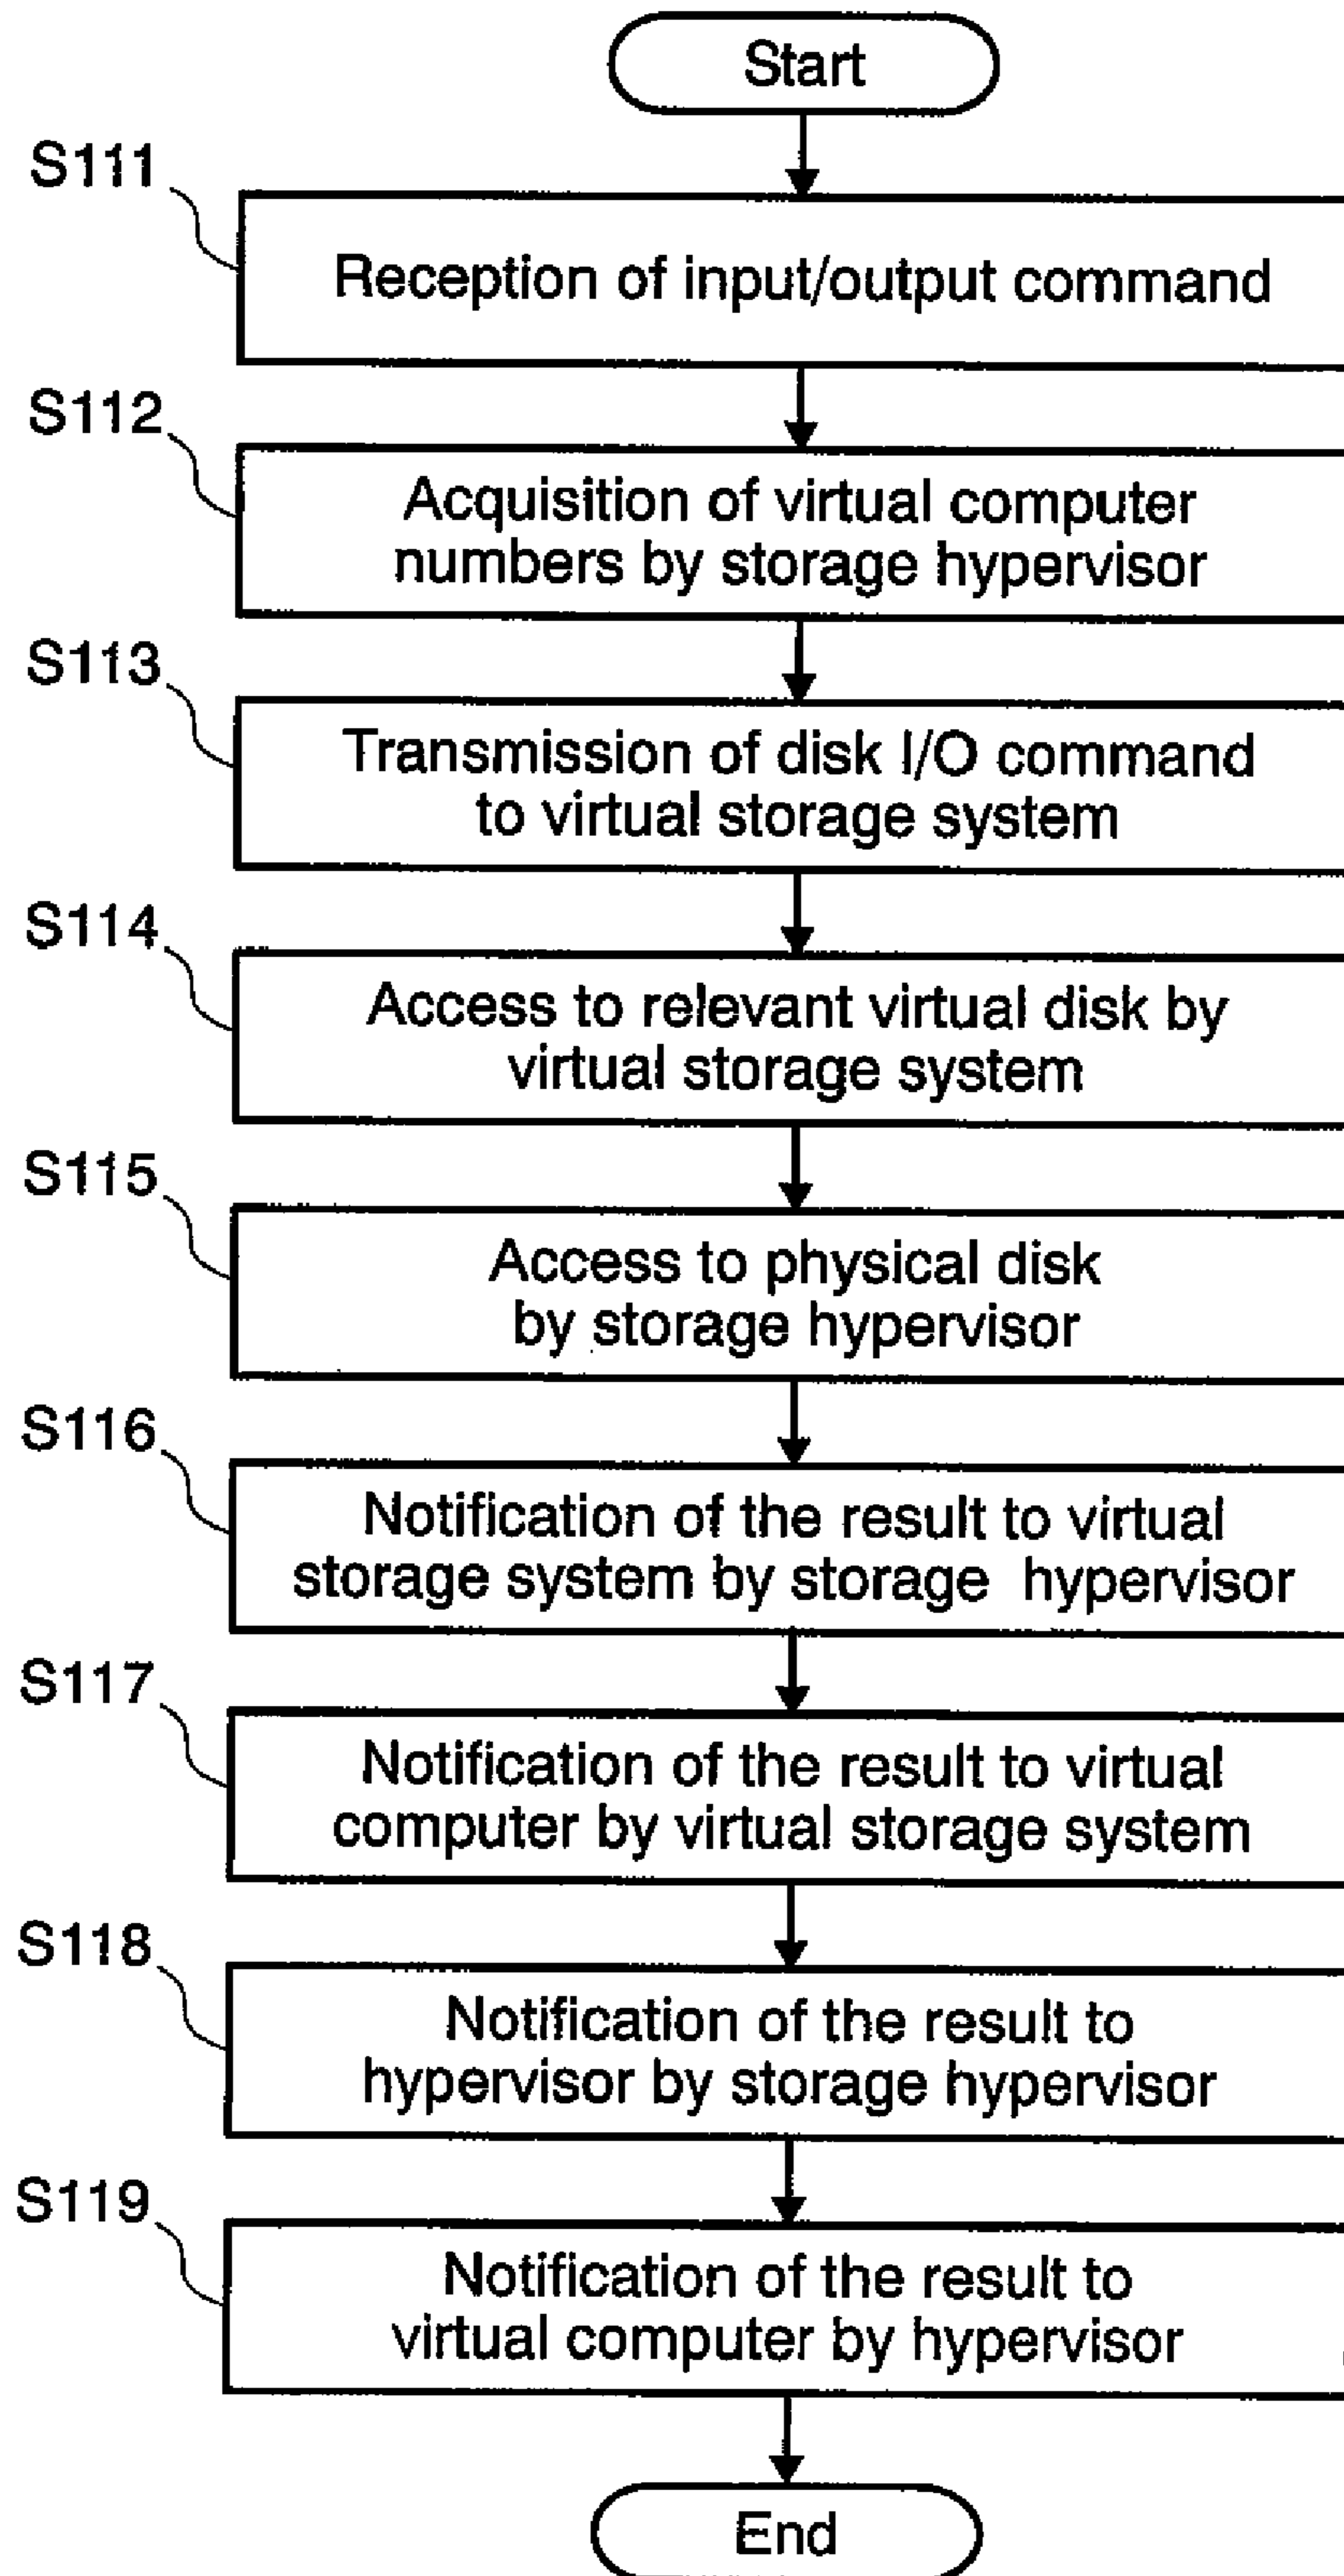 Start
S111
Reception of input/output command
S112
Acquisition of virtual computer
numbers by storage hypervisor
S113
Transmission of disk I/O command
to virtual storage system
S114
Access to relevant virtual disk by
virtual storage system
S115
Access to physical disk
by storage hypervisor
S116
Notification of the result to virtual
storage system by storage hypervisor
S117
Notification of the result to virtual
computer by virtual storage system
S118
Notification of the result to
hypervisor by storage hypervisor
S119
Notification of the result to
virtual computer by hypervisor
End